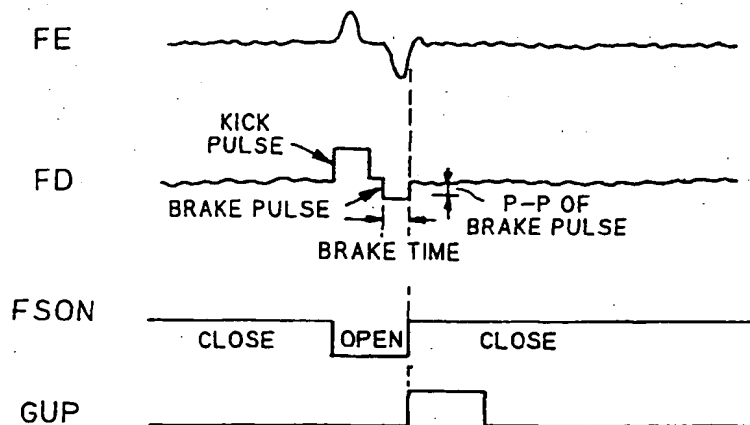 FE
KICK
PULSE
FD
BRAKE PULSE
P-P OF
BRAKE PULSE
BRAKE TIME
FSON
CLOSE
OPEN
CLOSE
GUP